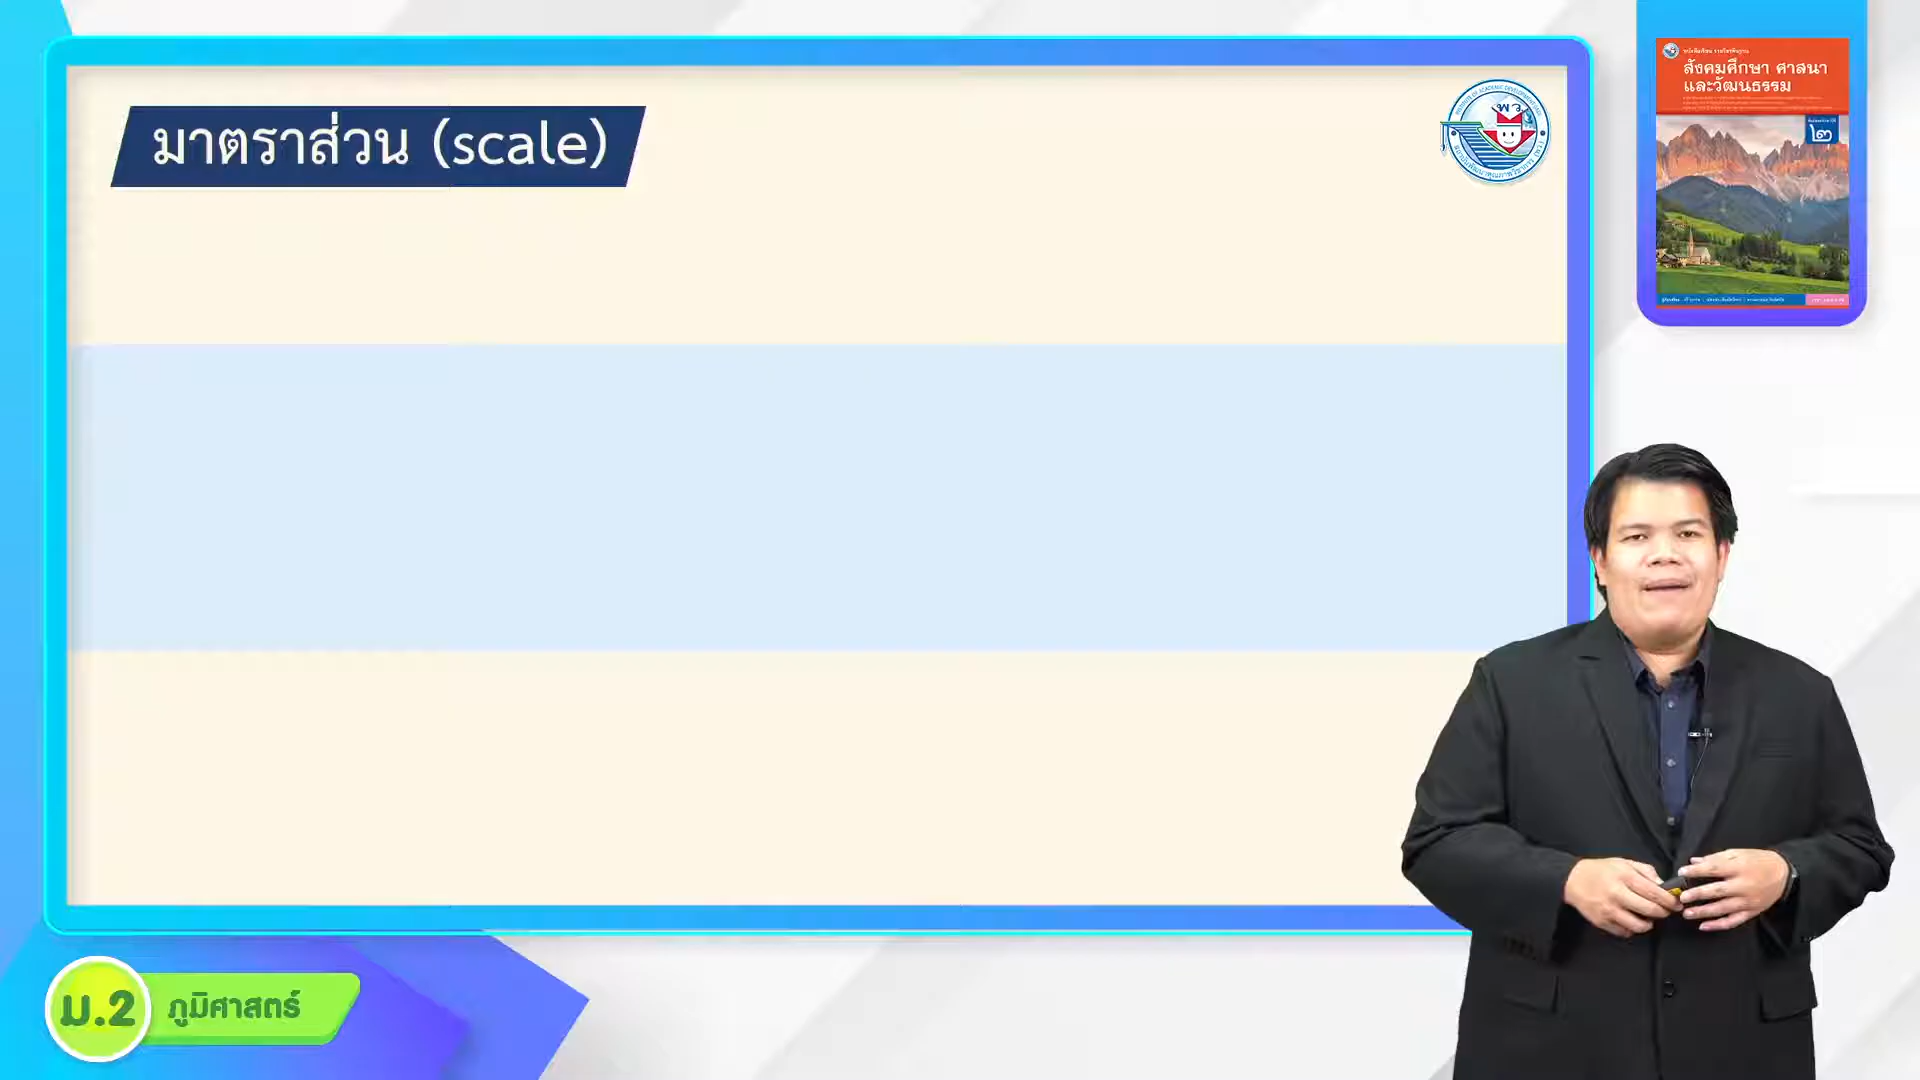 มาตราส่วน (scale)
พว.
สังคมศึกษา ศาสนา
และวัฒนธรรม
๒
ม.2 ภูมิศาสตร์